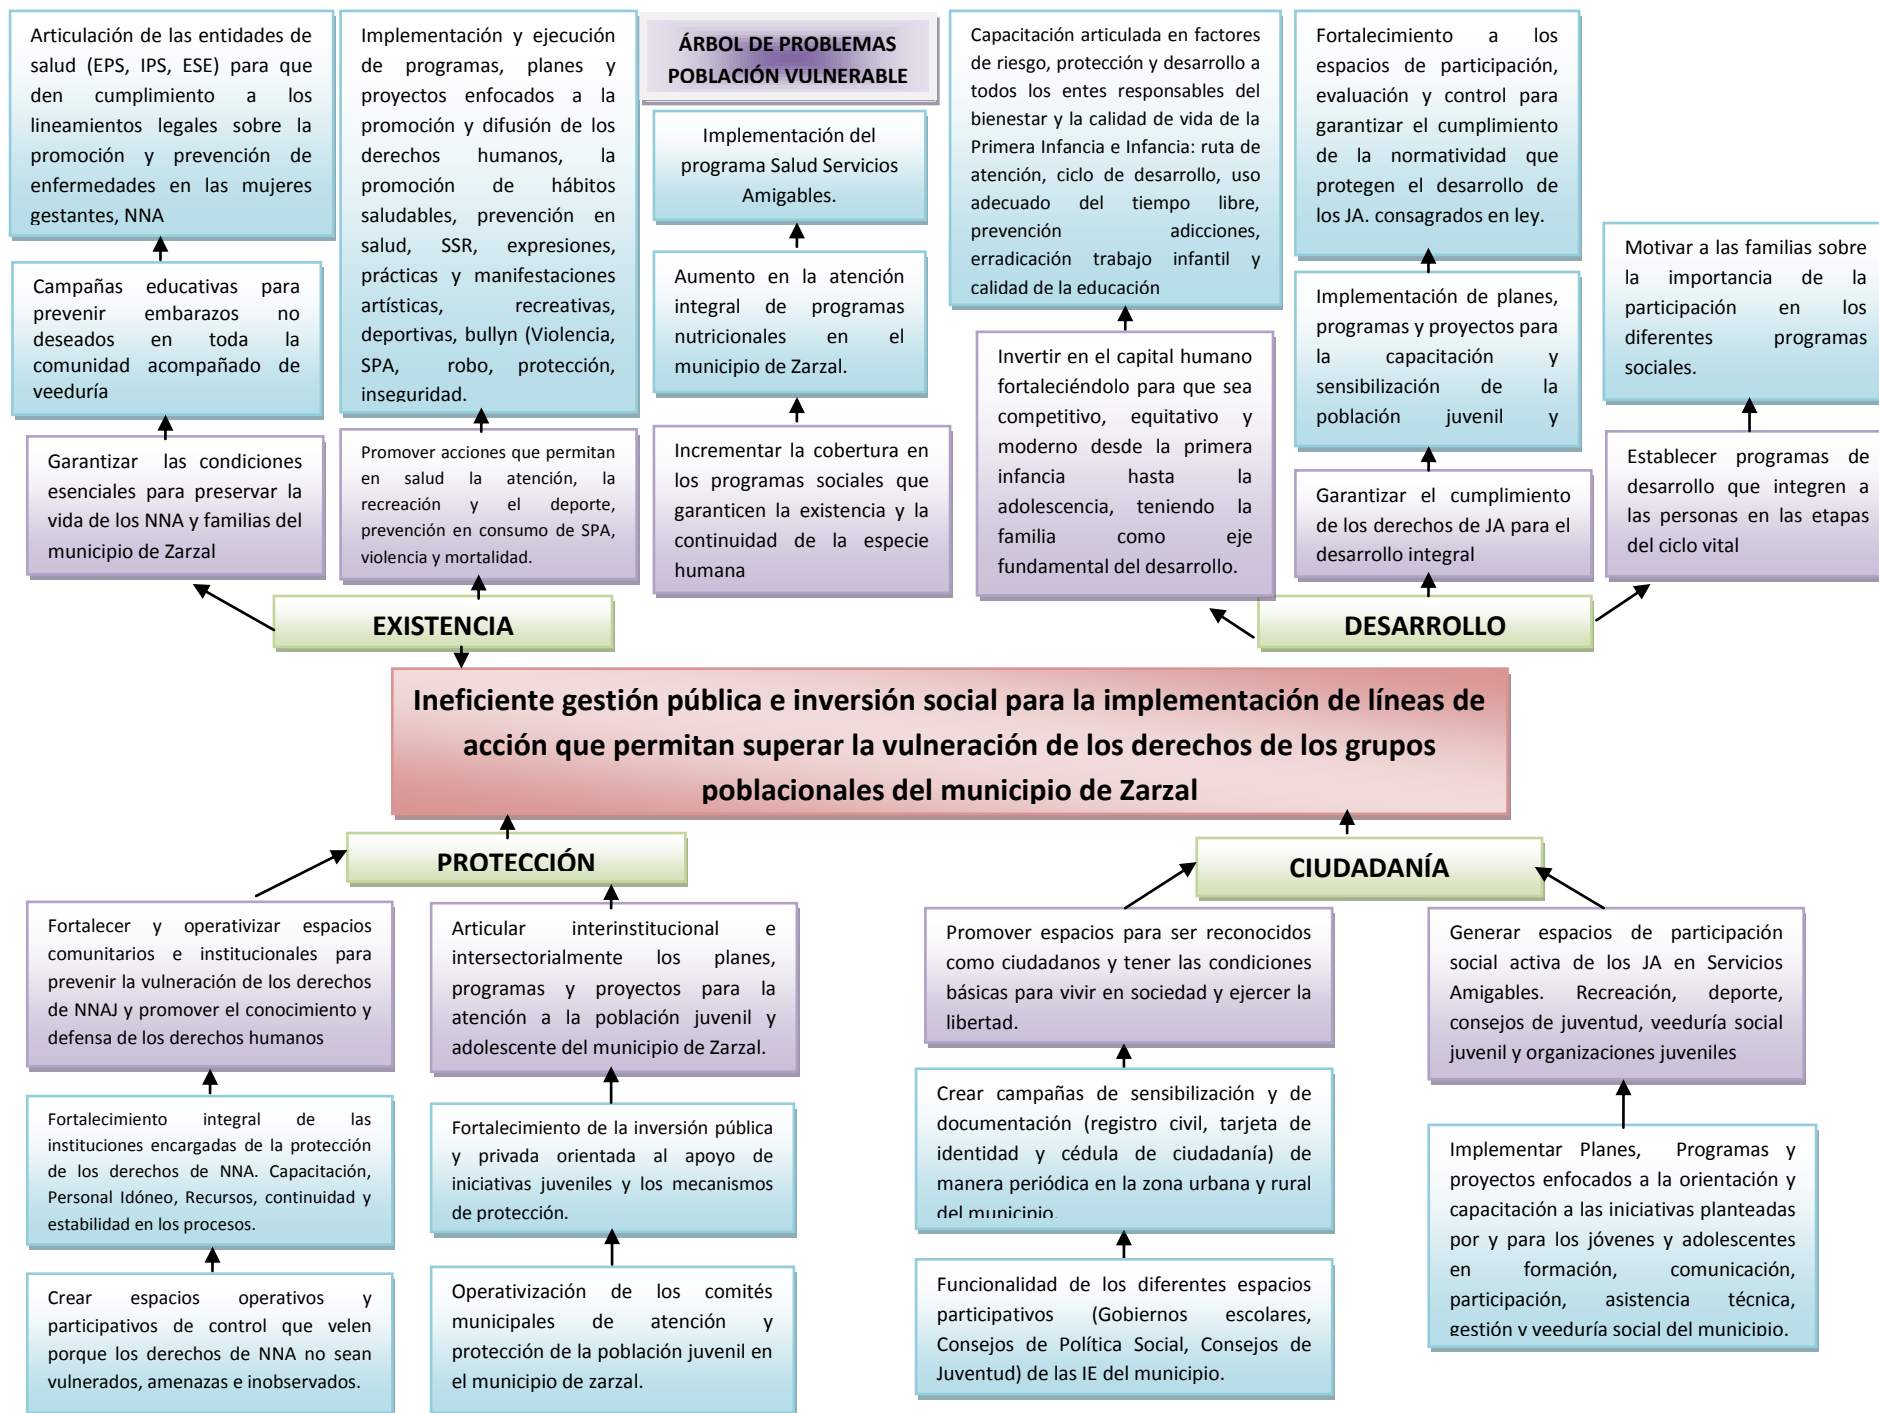 Articulación de las entidades de
salud (EPS, IPS, ESE) para que
den cumplimiento a los
lineamientos legales sobre la
promoción y prevención de
enfermedades en las mujeres
gestantes, NNA
Campañas educativas para
prevenir embarazos no
deseados en toda la
comunidad acompañado de
veeduría
Garantizar las condiciones
esenciales para preservar la
vida de los NNA y familias del
municipio de Zarzal
Implementación y ejecución
de programas, planes y
proyectos enfocados a la
promoción y difusión de los
derechos humanos, la
promoción de hábitos
saludables, prevención en
salud, SSR, expresiones,
prácticas y manifestaciones
artísticas, recreativas,
deportivas, bullyn (Violencia,
SPA, robo, protección,
inseguridad.
Promover acciones que permitan
en salud la atención, la
recreación y el deporte,
prevención en consumo de SPA,
violencia y mortalidad.
ÁRBOL DE PROBLEMAS
POBLACIÓN VULNERABLE
Implementación del
programa Salud Servicios
Amigables.
Aumento en la atención
integral de programas
nutricionales en el
municipio de Zarzal.
Incrementar la cobertura en
los programas sociales que
garanticen la existencia y la
continuidad de la especie
humana
Capacitación articulada en factores
de riesgo, protección y desarrollo a
todos los entes responsables del
bienestar y la calidad de vida de la
Primera Infancia e Infancia: ruta de
atención, ciclo de desarrollo, uso
adecuado del tiempo libre,
prevención adicciones,
erradicación trabajo infantil y
calidad de la educación
Invertir en el capital humano
fortaleciéndolo para que sea
competitivo, equitativo y
moderno desde la primera
infancia hasta la
adolescencia, teniendo la
familia como eje
fundamental del desarrollo.
Fortalecimiento a los
espacios de participación,
evaluación y control para
garantizar el cumplimiento
de la normatividad que
protegen el desarrollo de
los JA. consagrados en ley.
Implementación de planes,
programas y proyectos para
la capacitación y
sensibilización de la
población juvenil y
Garantizar el cumplimiento
de los derechos de JA para el
desarrollo integral
Motivar a las familias sobre
la importancia de la
participación en los
diferentes programas
sociales.
Establecer programas de
desarrollo que integren a
las personas en las etapas
del ciclo vital
EXISTENCIA
DESARROLLO
Ineficiente gestión pública e inversión social para la implementación de líneas de
acción que permitan superar la vulneración de los derechos de los grupos
poblacionales del municipio de Zarzal
PROTECCIÓN
CIUDADANÍA
Fortalecer y operativizar espacios
comunitarios e institucionales para
prevenir la vulneración de los derechos
de NNAJ y promover el conocimiento y
defensa de los derechos humanos
Fortalecimiento integral de las
instituciones encargadas de la protección
de los derechos de NNA. Capacitación,
Personal Idóneo, Recursos, continuidad y
estabilidad en los procesos.
Crear espacios operativos y
participativos de control que velen
porque los derechos de NNA no sean
vulnerados, amenazas e inobservados.
Articular interinstitucional e
intersectorialmente los planes,
programas y proyectos para la
atención a la población juvenil y
adolescente del municipio de Zarzal.
Fortalecimiento de la inversión pública
y privada orientada al apoyo de
iniciativas juveniles y los mecanismos
de protección.
Operativización de los comités
municipales de atención y
protección de la población juvenil en
el municipio de zarzal.
Promover espacios para ser reconocidos
como ciudadanos y tener las condiciones
básicas para vivir en sociedad y ejercer la
libertad.
Crear campañas de sensibilización y de
documentación (registro civil, tarjeta de
identidad y cédula de ciudadanía) de
manera periódica en la zona urbana y rural
del municipio.
Funcionalidad de los diferentes espacios
participativos (Gobiernos escolares,
Consejos de Política Social, Consejos de
Juventud) de las IE del municipio.
Generar espacios de participación
social activa de los JA en Servicios
Amigables. Recreación, deporte,
consejos de juventud, veeduría social
juvenil y organizaciones juveniles
Implementar Planes, Programas y
proyectos enfocados a la orientación y
capacitación a las iniciativas planteadas
por y para los jóvenes y adolescentes
en formación, comunicación,
participación, asistencia técnica,
gestión y veeduría social del municipio.